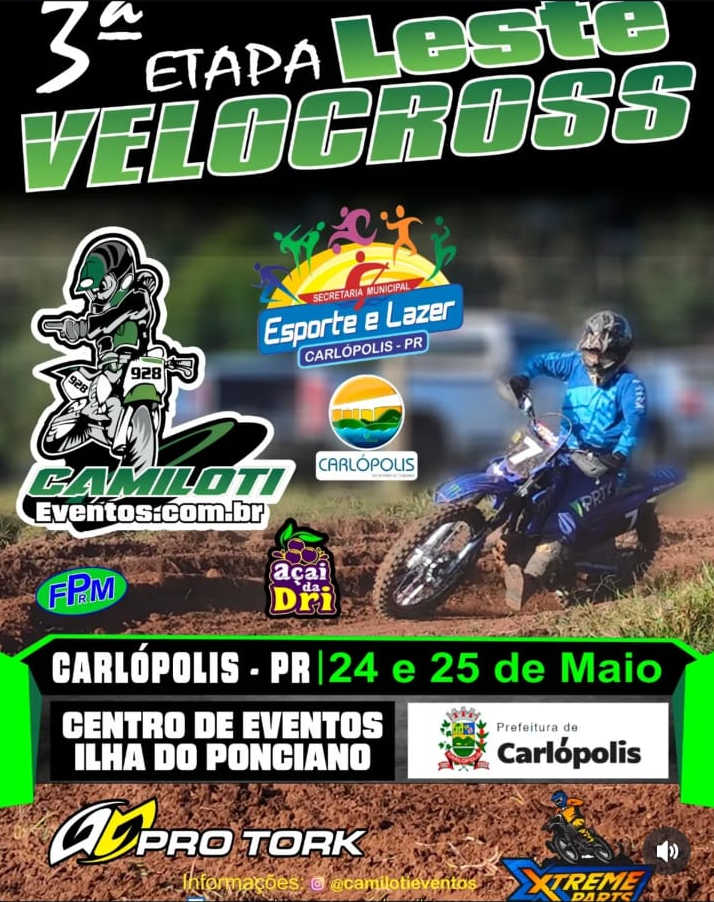 3ª ETAPA Leste
VELOCROSS
SECRETARIA MUNICIPAL
Esporte e Lazer
CARLÓPOLIS - PR
928
928
CARLÓPOLIS
7
CAMILOTI
Eventos.com.br
açaí
da
Dri
FPrM
7
CARLÓPOLIS - PR | 24 e 25 de Maio
CENTRO DE EVENTOS
ILHA DO PONCIANO
Prefeitura de
Carlópolis
PRO TORK
XTREME
PARTS
Informações: @camilotieventos